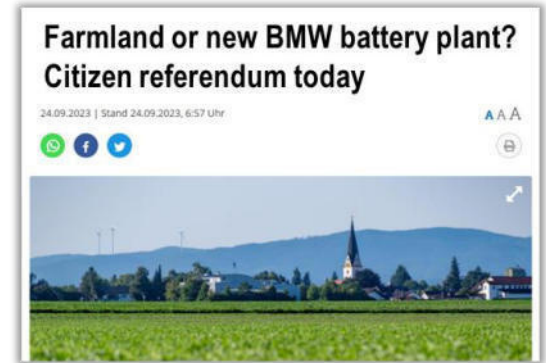 Farmland or new BMW battery plant?
Citizen referendum today
24.09.2023 | Stand 24.09.2023, 6:57 Uhr
A A A